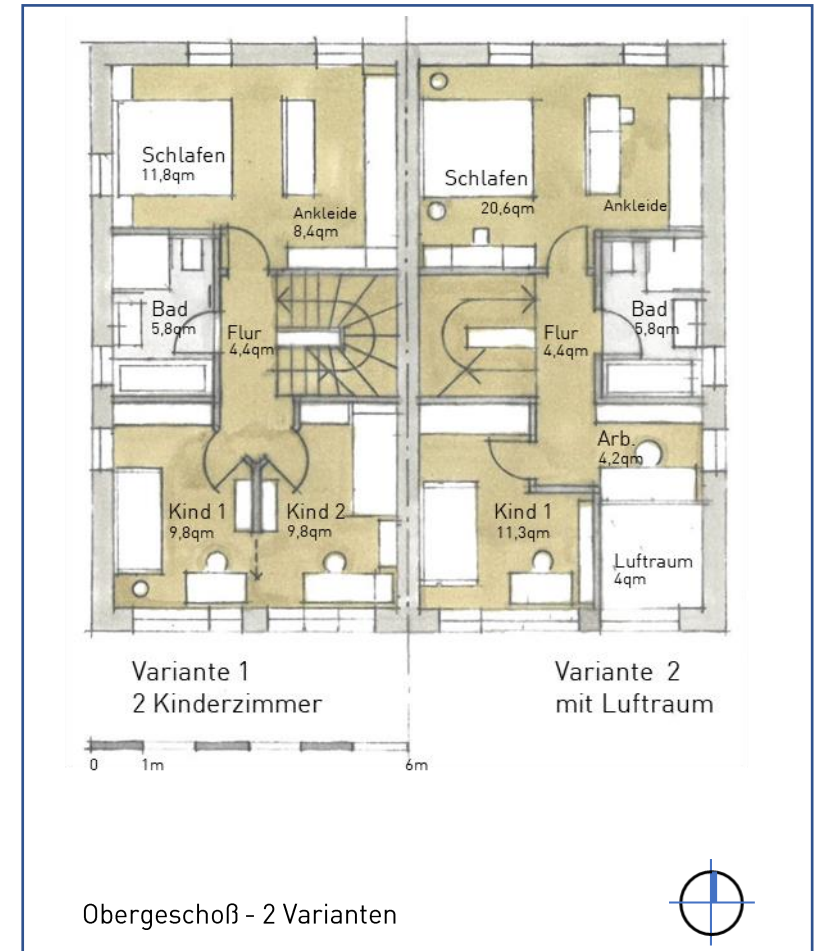 Schlafen
11,8qm
Ankleide
8,4qm
Bad
5,8qm
Flur
4,4qm
Kind 1
9,8qm
Kind 2
9,8qm
Schlafen
20,6qm
Ankleide
Flur
4,4qm
Bad
5,8qm
Arb.
4,2qm
Kind 1
11,3qm
Luftraum
4qm
Variante 1
2 Kinderzimmer
Variante 2
mit Luftraum
0 1m 6m
Obergeschoß - 2 Varianten